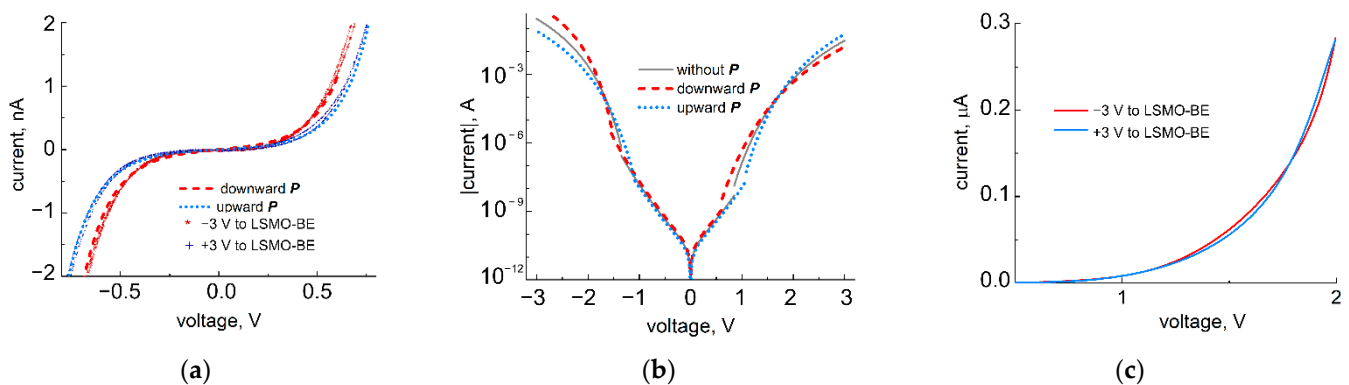 2
1
0
−1
−2
current, nA
downward P
upward P
−3 V to LSMO-BE
+3 V to LSMO-BE
−0.5
0.0
0.5
voltage, V
(a)
10⁻³
10⁻⁶
10⁻⁹
10⁻¹²
|current|, A
without P
downward P
upward P
−3
−2
−1
0
1
2
3
voltage, V
(b)
0.3
0.2
0.1
0.0
current, µA
−3 V to LSMO-BE
+3 V to LSMO-BE
1
2
voltage, V
(c)